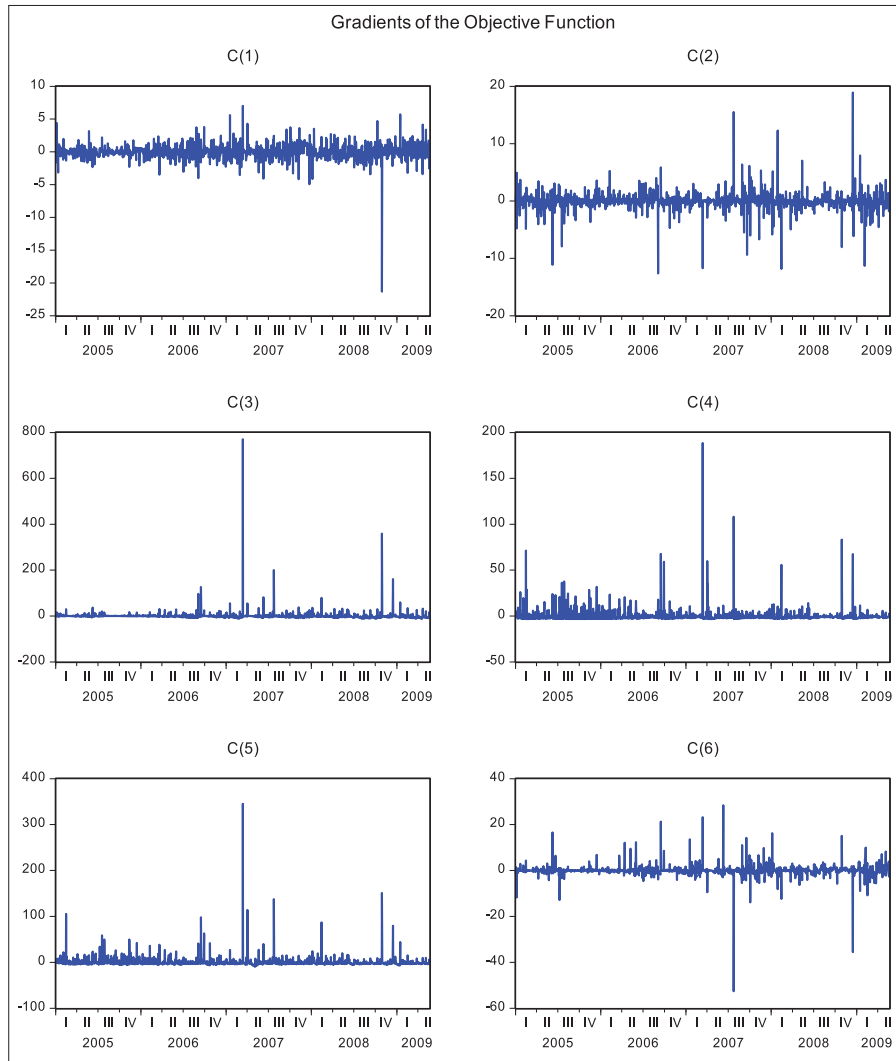 Gradients of the Objective Function
C(1)
10
5
0
-5
-10
-15
-20
-25
I II III IV I II III IV I II III IV I II III IV I II
2005 2006 2007 2008 2009
C(2)
20
10
0
-10
-20
I II III IV I II III IV I II III IV I II III IV I II
2005 2006 2007 2008 2009
C(3)
800
600
400
200
0
-200
I II III IV I II III IV I II III IV I II III IV I II
2005 2006 2007 2008 2009
C(4)
200
150
100
50
0
-50
I II III IV I II III IV I II III IV I II III IV I II
2005 2006 2007 2008 2009
C(5)
400
300
200
100
0
-100
I II III IV I II III IV I II III IV I II III IV I II
2005 2006 2007 2008 2009
C(6)
40
20
0
-20
-40
-60
I II III IV I II III IV I II III IV I II III IV I II
2005 2006 2007 2008 2009